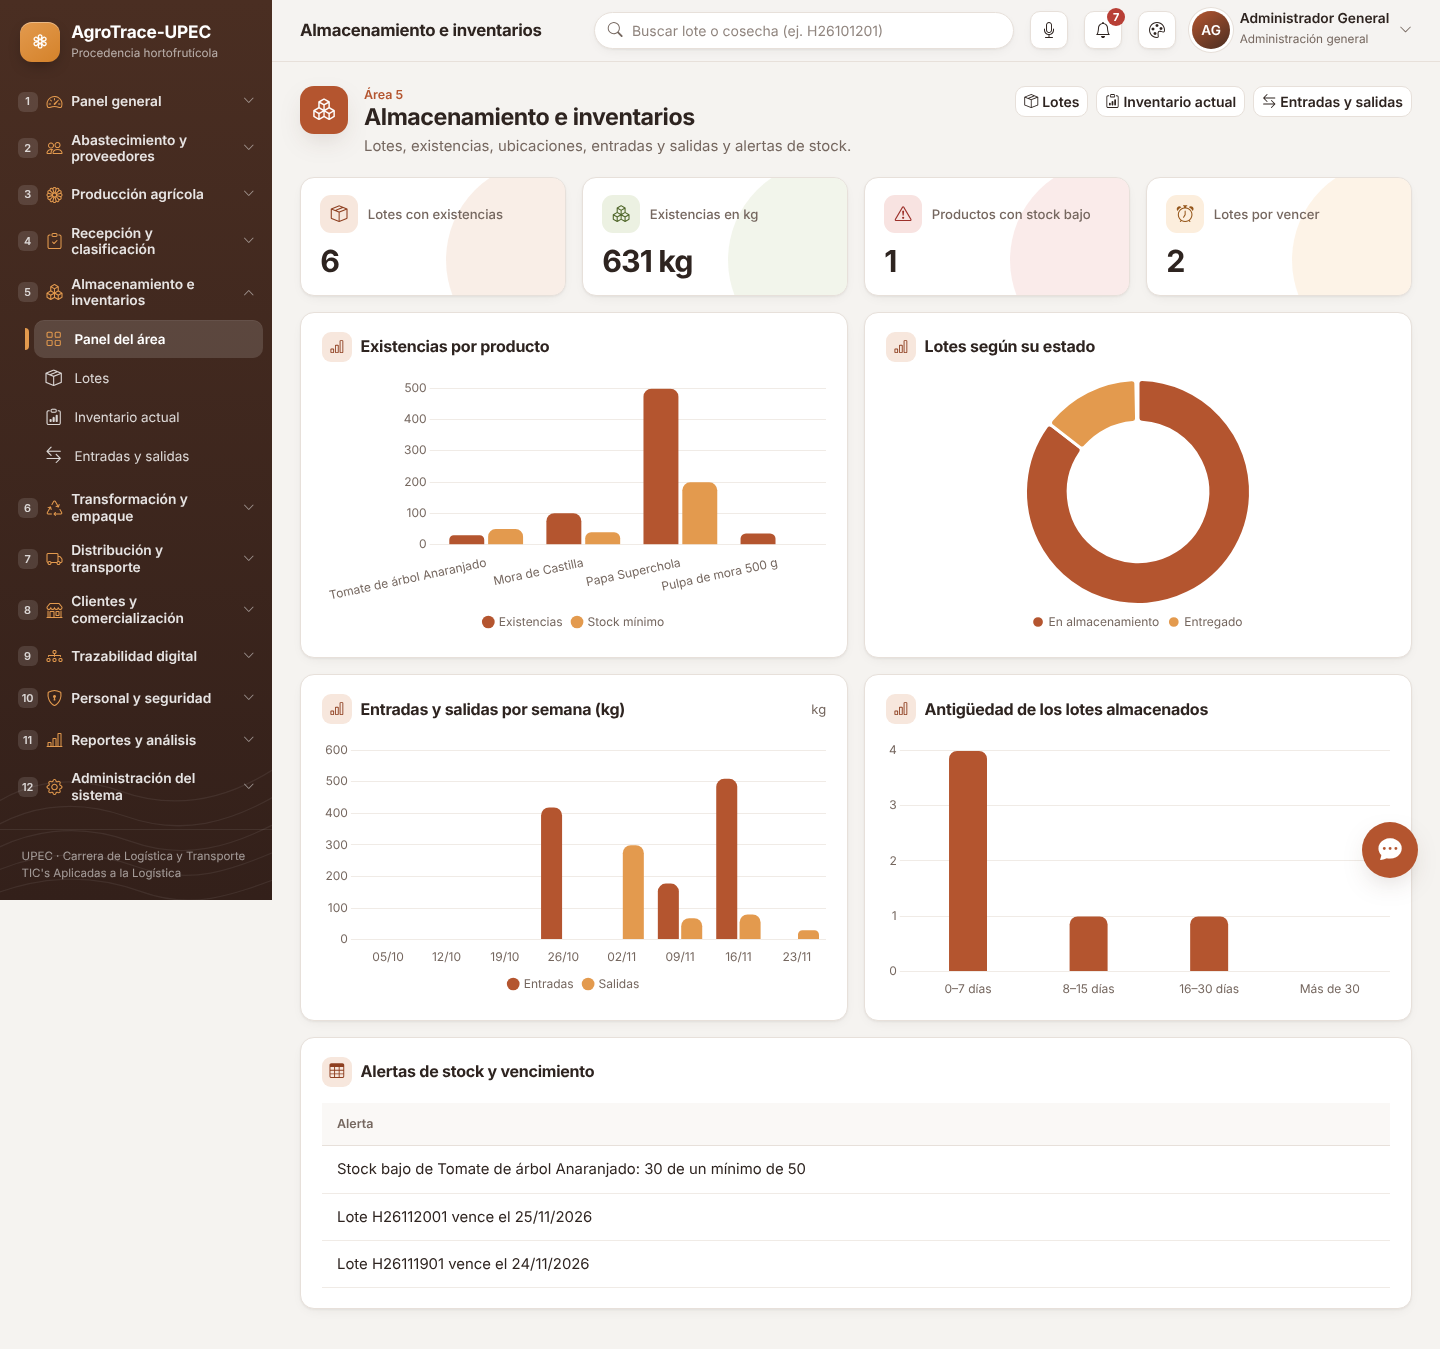 AgroTrace-UPEC
Procedencia hortofrutícola
1 Panel general
2 Abastecimiento y
proveedores
3 Producción agrícola
4 Recepción y
clasificación
5 Almacenamiento e
inventarios
Panel del área
Lotes
Inventario actual
Entradas y salidas
6 Transformación y
empaque
7 Distribución y
transporte
8 Clientes y
comercialización
9 Trazabilidad digital
10 Personal y seguridad
11 Reportes y análisis
12 Administración del
sistema
UPEC · Carrera de Logística y Transporte
TIC's Aplicadas a la Logística
Almacenamiento e inventarios
Buscar lote o cosecha (ej. H26101201)
7
AG
Administrador General
Administración general
Área 5
Almacenamiento e inventarios
Lotes, existencias, ubicaciones, entradas y salidas y alertas de stock.
Lotes
Inventario actual
Entradas y salidas
Lotes con existencias
6
Existencias en kg
631 kg
Productos con stock bajo
1
Lotes por vencer
2
Existencias por producto
500
400
300
200
100
0
Tomate de árbol Anaranjado
Mora de Castilla
Papa Superchola
Pulpa de mora 500 g
Existencias Stock mínimo
Lotes según su estado
En almacenamiento Entregado
Entradas y salidas por semana (kg)
kg
600
500
400
300
200
100
0
05/10 12/10 19/10 26/10 02/11 09/11 16/11 23/11
Entradas Salidas
Antigüedad de los lotes almacenados
4
3
2
1
0
0–7 días 8–15 días 16–30 días Más de 30
Alertas de stock y vencimiento
Alerta
Stock bajo de Tomate de árbol Anaranjado: 30 de un mínimo de 50
Lote H26112001 vence el 25/11/2026
Lote H26111901 vence el 24/11/2026